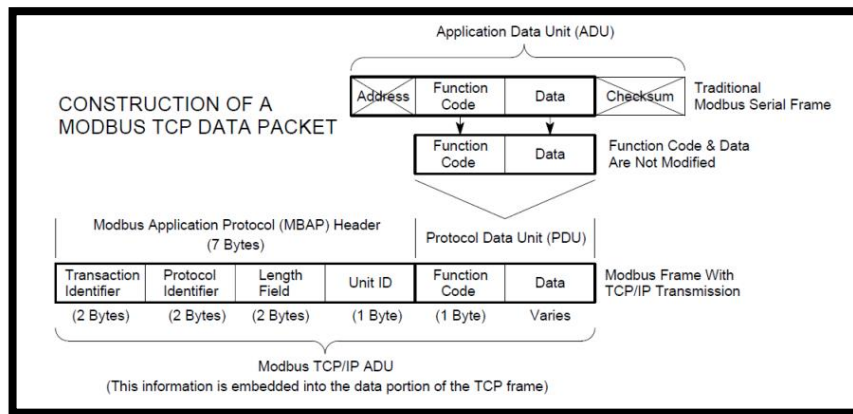 Application Data Unit (ADU)
CONSTRUCTION OF A
MODBUS TCP DATA PACKET
Address
Function
Code
Data
Checksum
Traditional
Modbus Serial Frame
Function
Code
Data
Function Code & Data
Are Not Modified
Modbus Application Protocol (MBAP) Header
(7 Bytes)
Protocol Data Unit (PDU)
Transaction
Identifier
Protocol
Identifier
Length
Field
Unit ID
Function
Code
Data
Modbus Frame With
TCP/IP Transmission
(2 Bytes)
(2 Bytes)
(2 Bytes)
(1 Byte)
(1 Byte)
Varies
Modbus TCP/IP ADU
(This information is embedded into the data portion of the TCP frame)